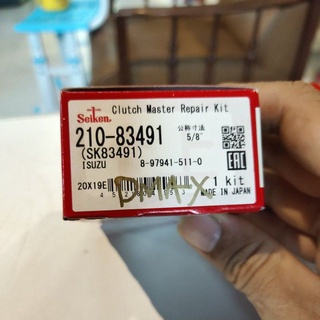 Seiken
Clutch Master Repair Kit
210-83491
公称寸法
5/8"
(SK83491)
ISUZU 8-97941-511-0
EAC
20X19E
DMAX
1 kit
MADE IN JAPAN